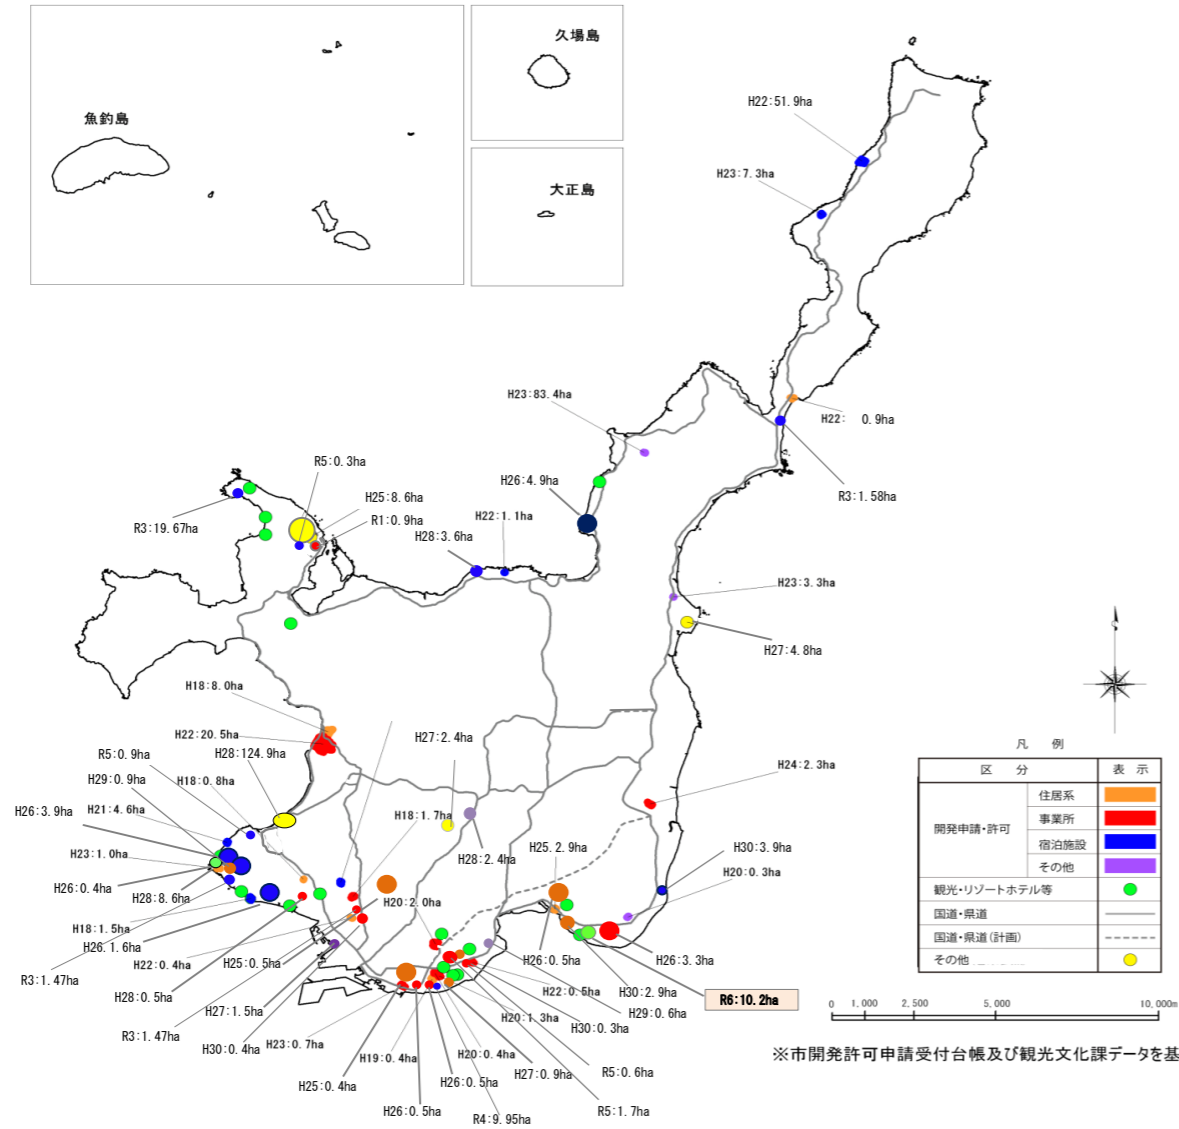 久場島
魚釣島
大正島
H22:51.9ha
H23:7.3ha
H23:83.4ha
H22: 0.9ha
R5:0.3ha
H26:4.9ha
H25:8.6ha
R3:1.58ha
R3:19.67ha
R1:0.9ha
H22:1.1ha
H28:3.6ha
H23:3.3ha
H27:4.8ha
H18:8.0ha
H22:20.5ha
H27:2.4ha
R5:0.9ha
H28:124.9ha
H29:0.9ha
H18:0.8ha
H24:2.3ha
H26:3.9ha
H21:4.6ha
H18:1.7ha
H23:1.0ha
H28:2.4ha
H25:2.9ha
H30:3.9ha
H20:0.3ha
H26:0.4ha
H28:8.6ha
H20:2.0ha
H18:1.5ha
H26:1.6ha
H22:0.4ha
H25:0.5ha
H26:0.5ha
H26:3.3ha
R3:1.47ha
H28:0.5ha
H22:0.5ha
H30:2.9ha
R6:10.2ha
H27:1.5ha
H29:0.6ha
R3:1.47ha
H20:1.3ha
H30:0.3ha
H30:0.4ha
H23:0.7ha
H19:0.4ha
H20:0.4ha
H27:0.9ha
R5:0.6ha
H25:0.4ha
H26:0.5ha
H26:0.5ha
R5:1.7ha
R4:9.95ha
凡 例
区 分 表 示
開発申請・許可
住居系
事業所
宿泊施設
その他
観光・リゾートホテル等
国道・県道
国道・県道(計画)
その他
0 1,000 2,500 5,000 10,000m
※市開発許可申請受付台帳及び観光文化課データを基